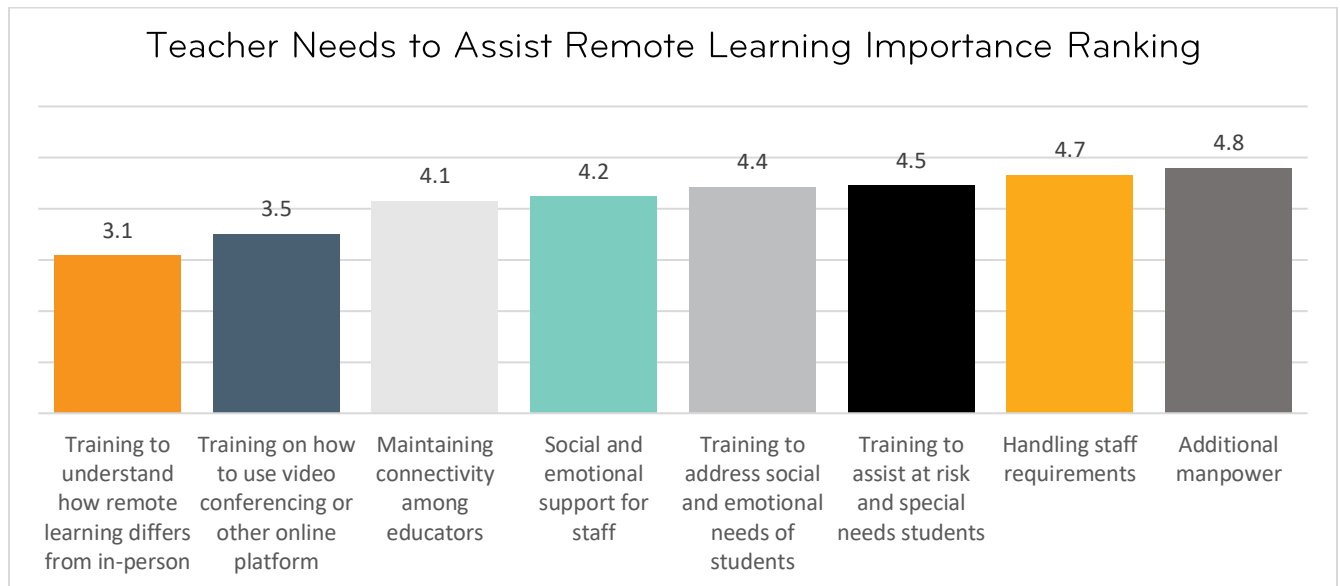 Teacher Needs to Assist Remote Learning Importance Ranking
3.1
3.5
4.1
4.2
4.4
4.5
4.7
4.8
Training to
understand
how remote
learning differs
from in-person
Training on how
to use video
conferencing or
other online
platform
Maintaining
connectivity
among
educators
Social and
emotional
support for
staff
Training to
address social
and emotional
needs of
students
Training to
assist at risk
and special
needs students
Handling staff
requirements
Additional
manpower